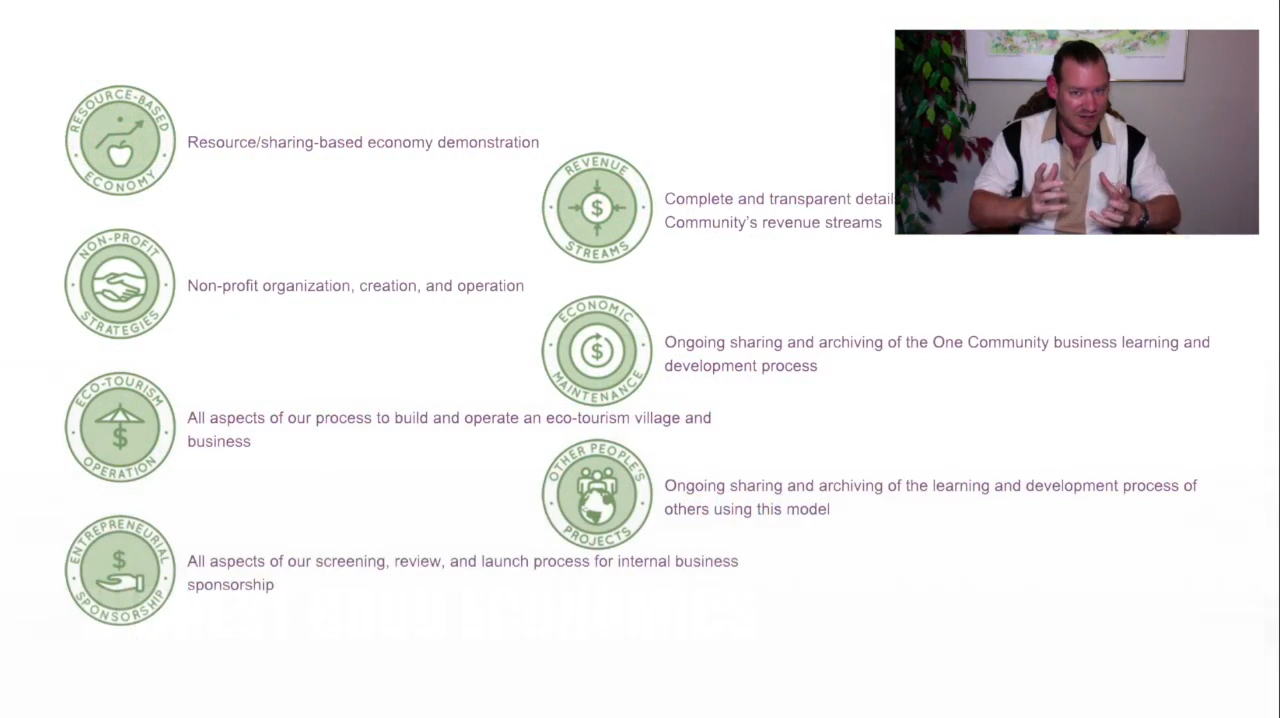 RESOURCE-BASED
ECONOMY
Resource/sharing-based economy demonstration
REVENUE
STREAMS
$
Complete and transparent detail
Community's revenue streams
NON-PROFIT
STRATEGIES
Non-profit organization, creation, and operation
ECONOMIC
MAINTENANCE
$
Ongoing sharing and archiving of the One Community business learning and
development process
ECO-TOURISM
OPERATION
$
All aspects of our process to build and operate an eco-tourism village and
business
OTHER PEOPLE'S
PROJECTS
Ongoing sharing and archiving of the learning and development process of
others using this model
ENTREPRENEURIAL
SPONSORSHIP
$
All aspects of our screening, review, and launch process for internal business
sponsorship